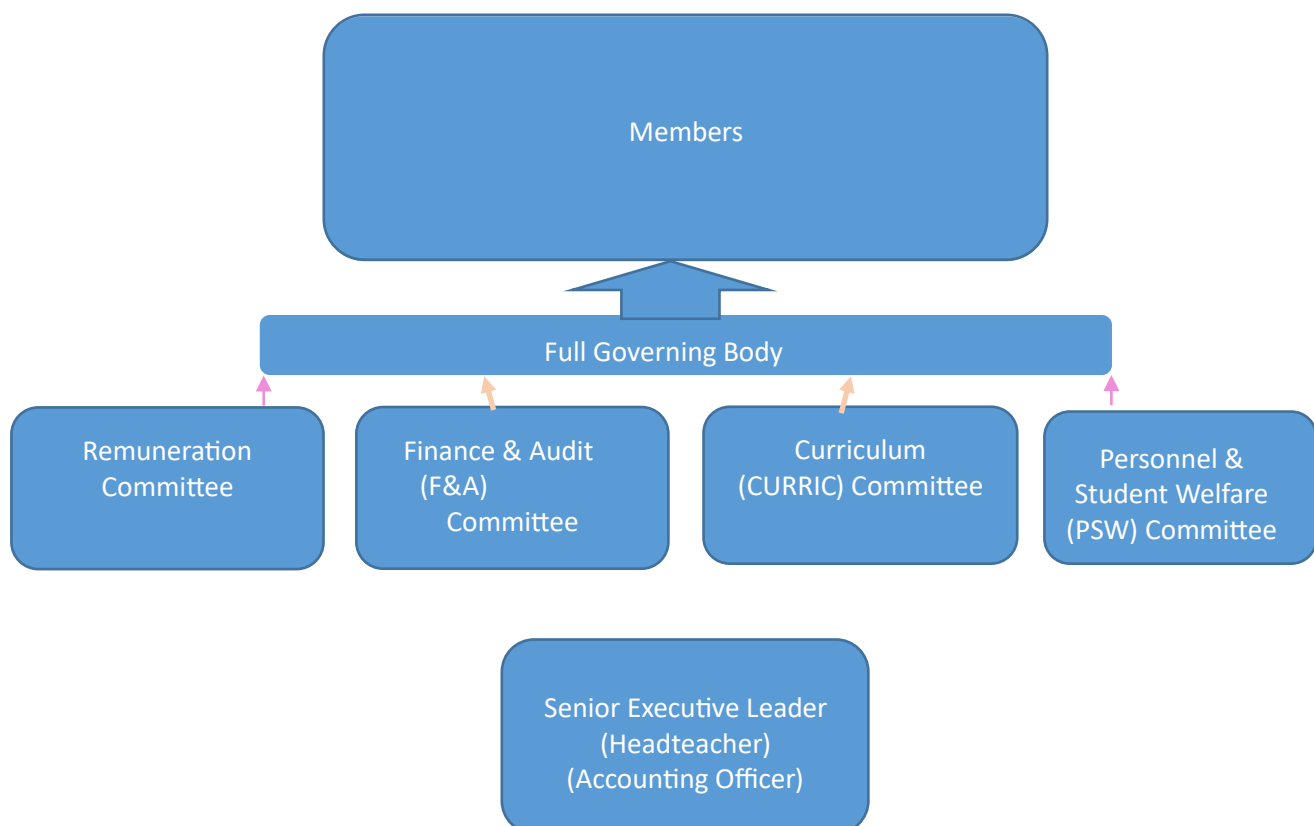 Members
Full Governing Body
Remuneration
Committee
Finance & Audit
(F&A)
Committee
Curriculum
(CURRIC) Committee
Personnel &
Student Welfare
(PSW) Committee
Senior Executive Leader
(Headteacher)
(Accounting Officer)